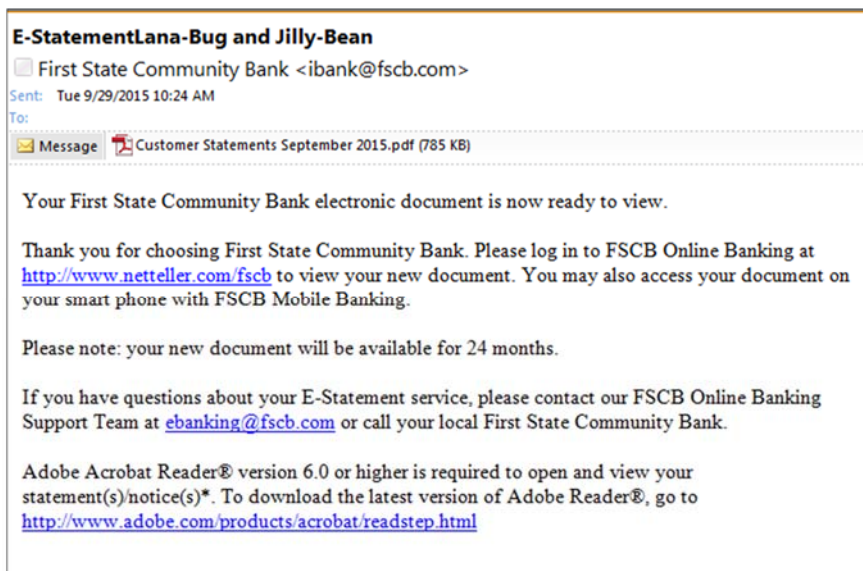 E-StatementLana-Bug and Jilly-Bean
First State Community Bank <ibank@fscb.com>
Sent: Tue 9/29/2015 10:24 AM
To:
Message Customer Statements September 2015.pdf (785 KB)
Your First State Community Bank electronic document is now ready to view.
Thank you for choosing First State Community Bank. Please log in to FSCB Online Banking at
http://www.netteller.com/fscb to view your new document. You may also access your document on
your smart phone with FSCB Mobile Banking.
Please note: your new document will be available for 24 months.
If you have questions about your E-Statement service, please contact our FSCB Online Banking
Support Team at ebanking@fscb.com or call your local First State Community Bank.
Adobe Acrobat Reader® version 6.0 or higher is required to open and view your
statement(s)/notice(s)*. To download the latest version of Adobe Reader®, go to
http://www.adobe.com/products/acrobat/readstep.html